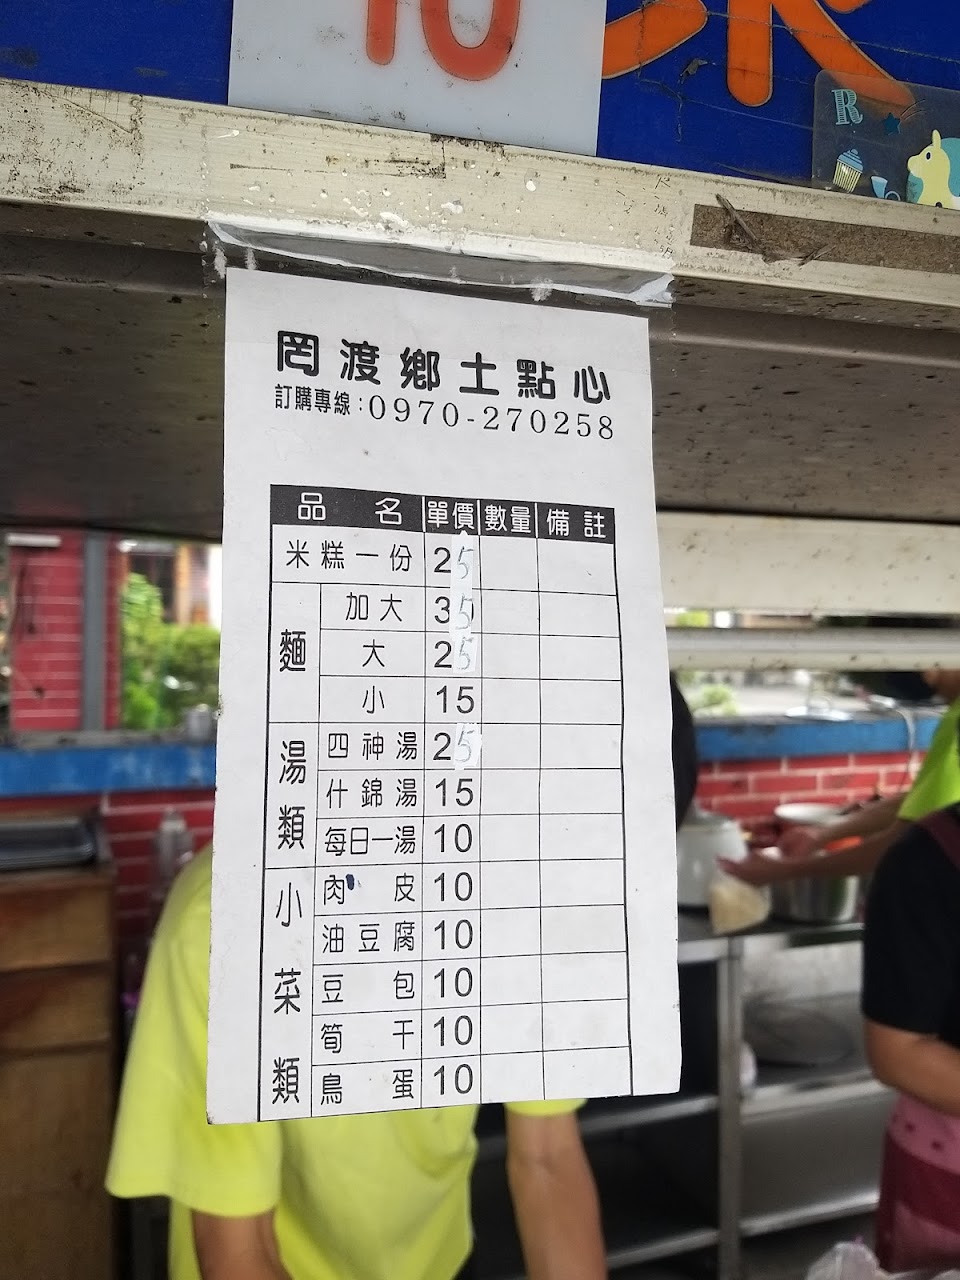 10
R
罔渡鄉土點心
訂購專線:0970-270258
品名 單價 數量 備註
米糕一份 25
麵 加大 35
大 25
小 15
湯類 四神湯 25
什錦湯 15
每日一湯 10
小菜類 肉皮 10
油豆腐 10
豆包 10
筍干 10
鳥蛋 10